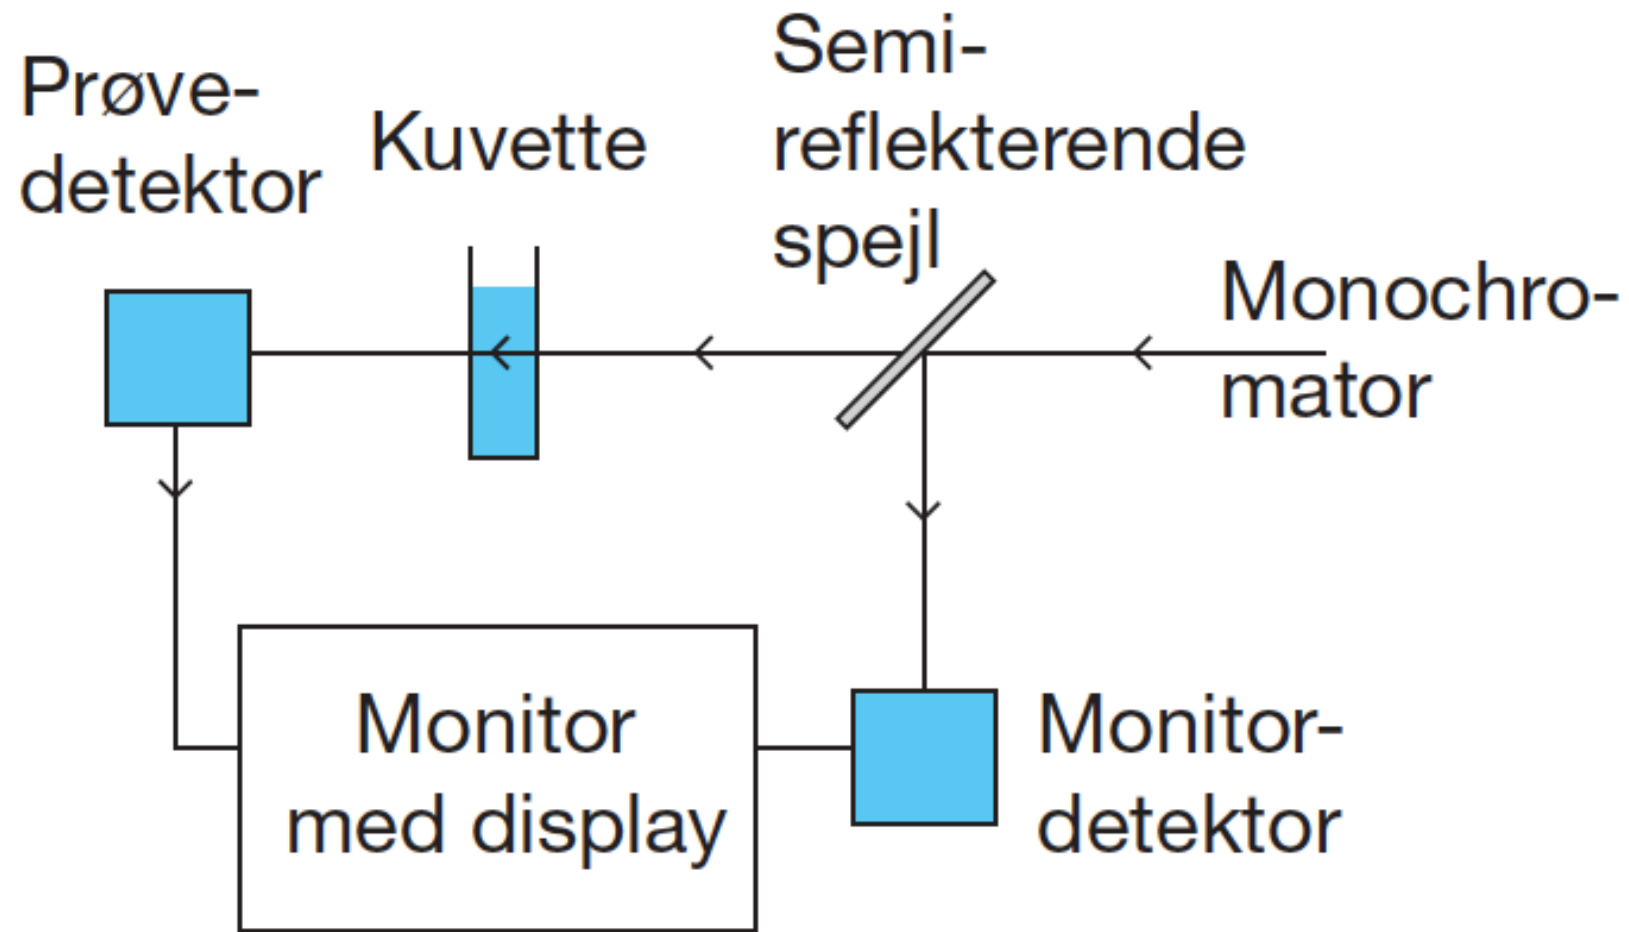 Prøve-
detektor
Kuvette
Semi-
reflekterende
spejl
Monochro-
mator
Monitor
med display
Monitor-
detektor